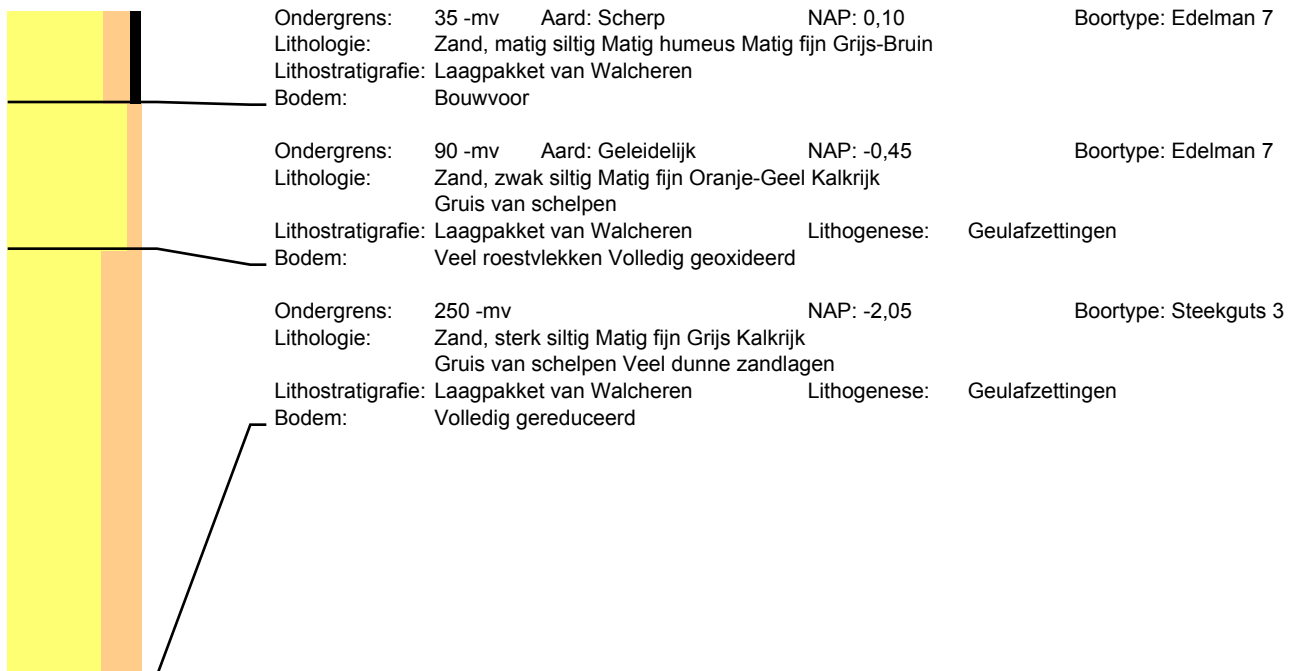 Ondergrens: 35 -mv Aard: Scherp NAP: 0,10 Boortype: Edelman 7
Lithologie: Zand, matig siltig Matig humeus Matig fijn Grijs-Bruin
Lithostratigrafie: Laagpakket van Walcheren
Bodem: Bouwvoor
Ondergrens: 90 -mv Aard: Geleidelijk NAP: -0,45 Boortype: Edelman 7
Lithologie: Zand, zwak siltig Matig fijn Oranje-Geel Kalkrijk
Gruis van schelpen
Lithostratigrafie: Laagpakket van Walcheren Lithogenese: Geulafzettingen
Bodem: Veel roestvlekken Volledig geoxideerd
Ondergrens: 250 -mv NAP: -2,05 Boortype: Steekguts 3
Lithologie: Zand, sterk siltig Matig fijn Grijs Kalkrijk
Gruis van schelpen Veel dunne zandlagen
Lithostratigrafie: Laagpakket van Walcheren Lithogenese: Geulafzettingen
Bodem: Volledig gereduceerd